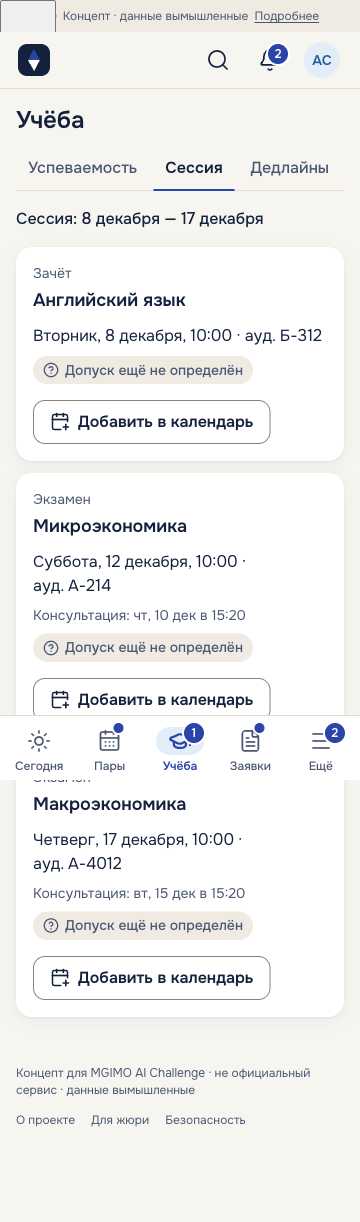 Концепт · данные вымышленные Подробнее
2
АС
Учёба
Успеваемость Сессия Дедлайны
Сессия: 8 декабря — 17 декабря
Зачёт
Английский язык
Вторник, 8 декабря, 10:00 · ауд. Б-312
Допуск ещё не определён
Добавить в календарь
Экзамен
Микроэкономика
Суббота, 12 декабря, 10:00 ·
ауд. А-214
Консультация: чт, 10 дек в 15:20
Допуск ещё не определён
Добавить в календарь
1
2
Сегодня Пары Учёба Заявки Ещё
Макроэкономика
Четверг, 17 декабря, 10:00 ·
ауд. А-4012
Консультация: вт, 15 дек в 15:20
Допуск ещё не определён
Добавить в календарь
Концепт для MGIMO AI Challenge · не официальный
сервис · данные вымышленные
О проекте Для жюри Безопасность